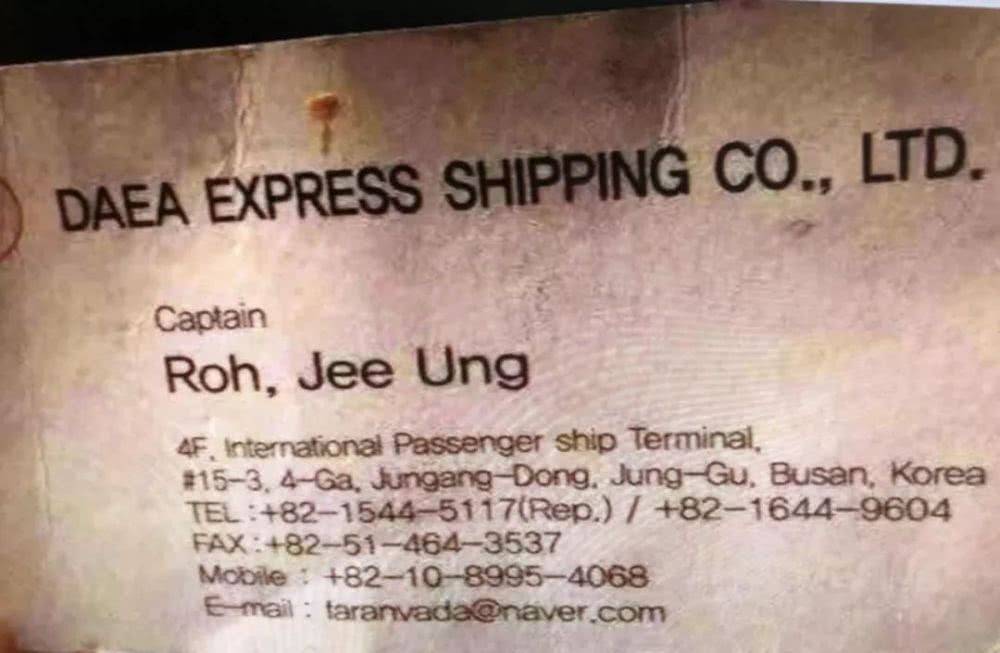 DAEA EXPRESS SHIPPING CO., LTD.
Captain
Roh, Jee Ung
4F, International Passenger ship Terminal,
#15-3, 4-Ga, Jungang-Dong, Jung-Gu, Busan, Korea
TEL : +82-1544-5117(Rep.) / +82-1644-9604
FAX : +82-51-464-3537
Mobile : +82-10-8995-4068
E-mail : taranvada@naver.com